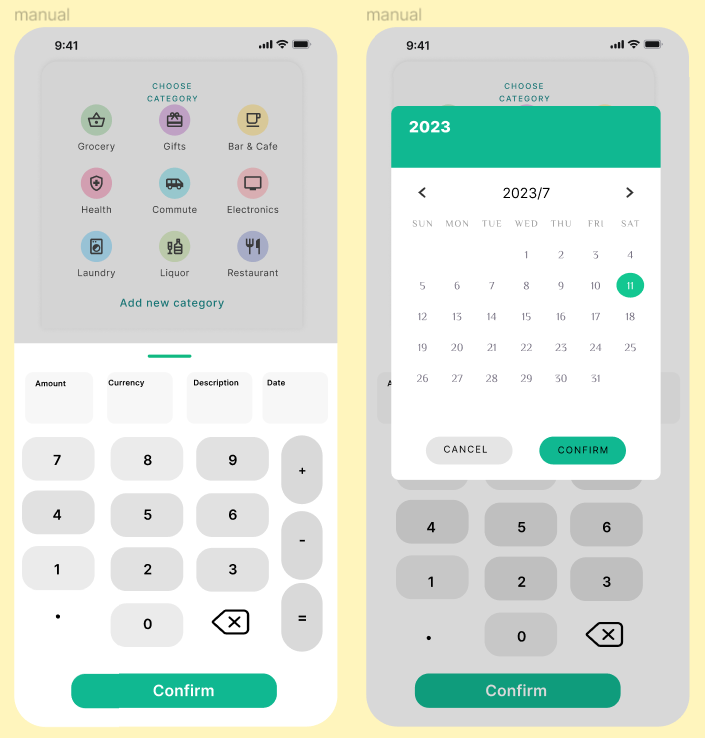 manual
9:41
CHOOSE
CATEGORY
Grocery Gifts Bar & Cafe
Health Commute Electronics
Laundry Liquor Restaurant
Add new category
Amount Currency Description Date
7 8 9
+
4 5 6
-
1 2 3
. 0
=
Confirm
manual
9:41
CHOOSE
CATEGORY
2023
< 2023/7 >
SUN MON TUE WED THU FRI SAT
1 2 3 4
5 6 7 8 9 10 11
12 13 14 15 16 17 18
19 20 21 22 23 24 25
26 27 28 29 30 31
CANCEL CONFIRM
4 5 6
1 2 3
. 0
Confirm